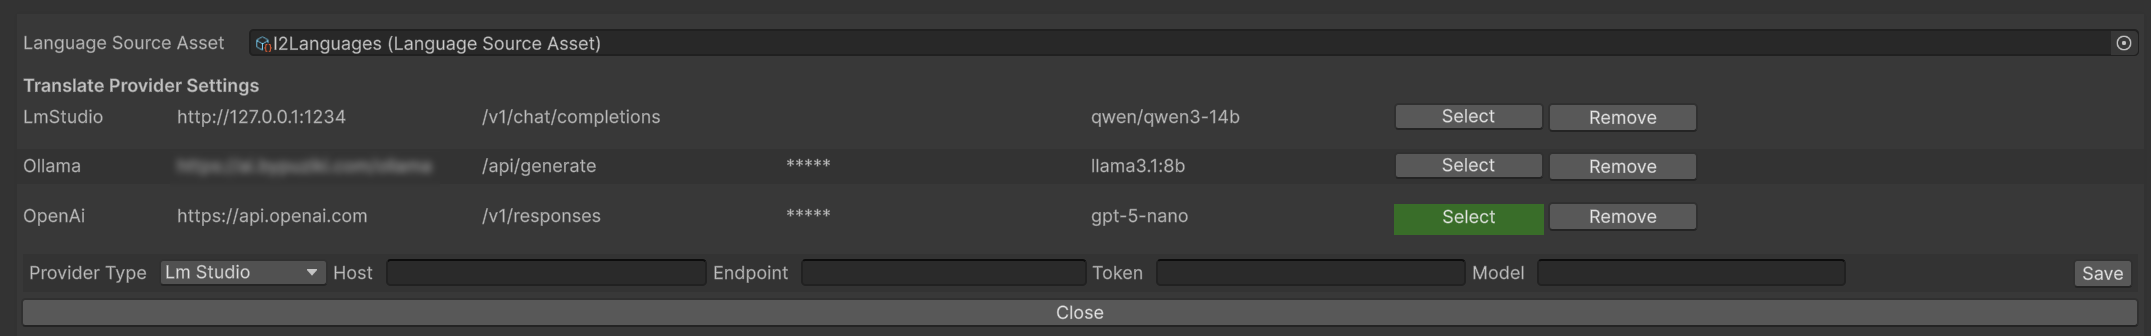 Language Source Asset I2Languages (Language Source Asset)
Translate Provider Settings
LmStudio http://127.0.0.1:1234 /v1/chat/completions qwen/qwen3-14b Select Remove
Ollama /api/generate ***** llama3.1:8b Select Remove
OpenAi https://api.openai.com /v1/responses ***** gpt-5-nano Select Remove
Provider Type Lm Studio Host Endpoint Token Model Save
Close